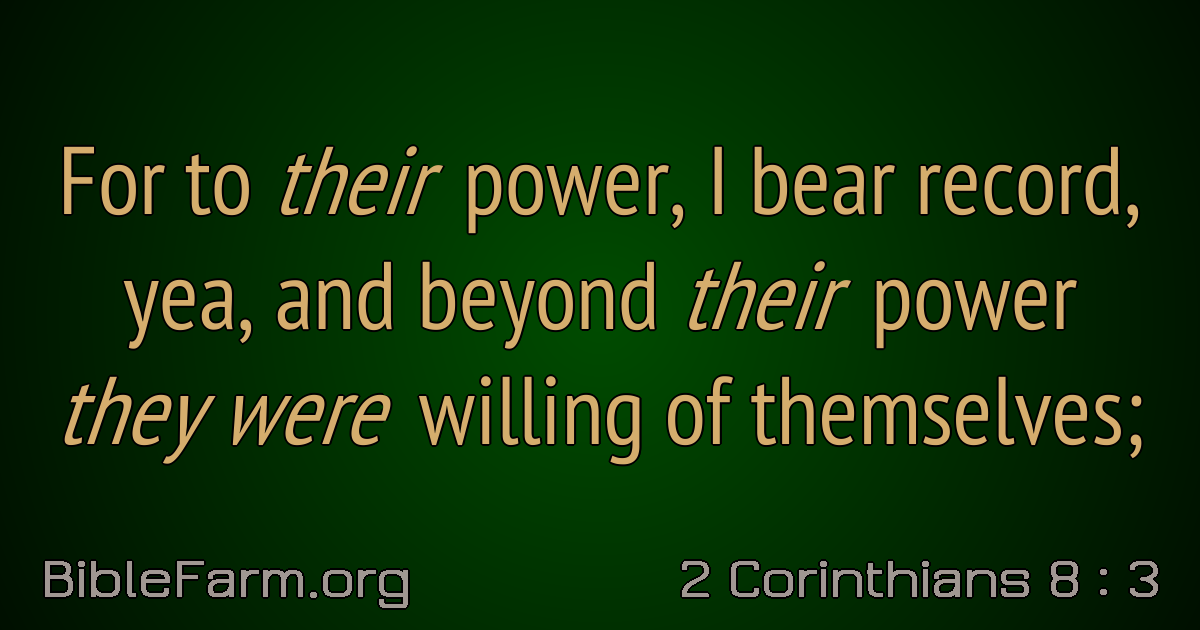 For to their power, I bear record,
yea, and beyond their power
they were willing of themselves;
BibleFarm.org
2 Corinthians 8 : 3